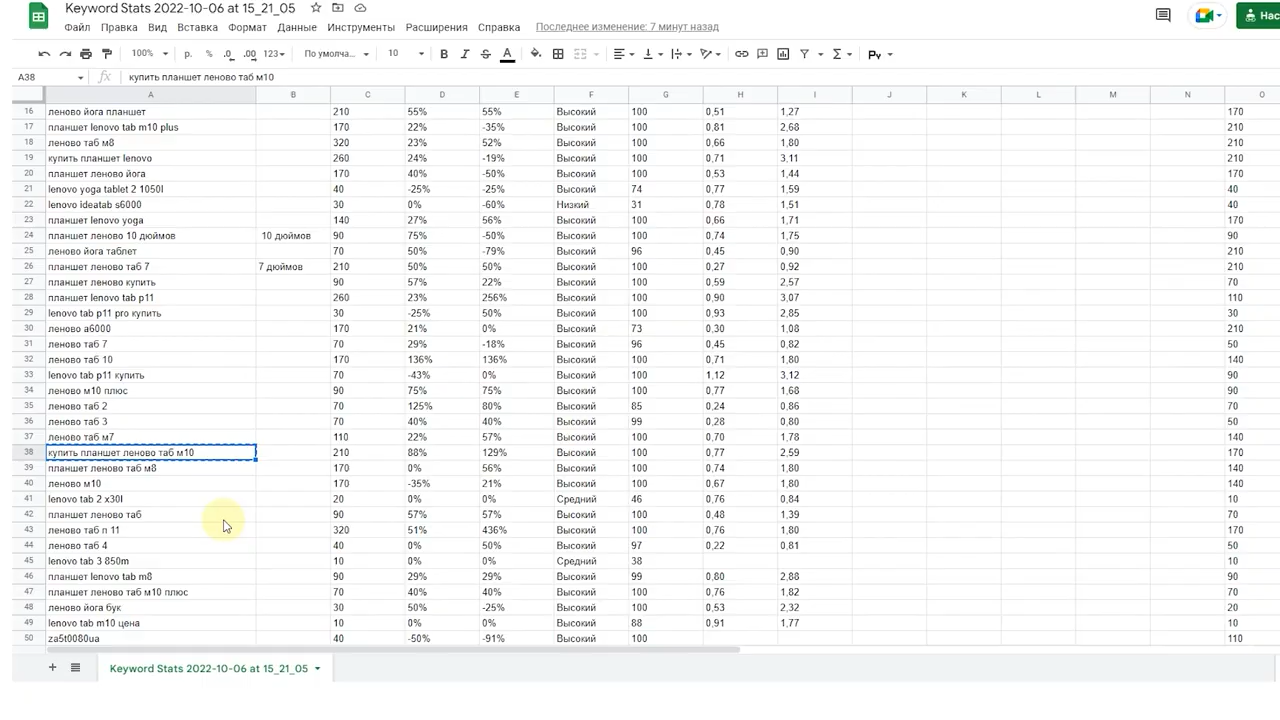 Keyword Stats 2022-10-06 at 15_21_05
Файл Правка Вид Вставка Формат Данные Инструменты Расширения Справка Последнее изменение: 7 минут назад
Нас
100% р. % .0 .00 123 По умолча... 10 B I S A Ру
A38 fx купить планшет леново таб м10
A B C D E F G H I J K L M N O
16 леново йога планшет 210 55% 55% Высокий 100 0,51 1,27 170
17 планшет lenovo tab m10 plus 170 22% -35% Высокий 100 0,81 2,68 210
18 леново таб м8 320 23% 52% Высокий 100 0,66 1,80 210
19 купить планшет lenovo 260 24% -19% Высокий 100 0,71 3,11 210
20 планшет леново йога 170 40% -50% Высокий 100 0,53 1,44 170
21 lenovo yoga tablet 2 1050l 40 -25% -25% Высокий 74 0,77 1,59 40
22 lenovo ideatab s6000 30 0% -60% Низкий 31 0,78 1,51 40
23 планшет lenovo yoga 140 27% 56% Высокий 100 0,66 1,71 170
24 планшет леново 10 дюймов 10 дюймов 90 75% -50% Высокий 100 0,74 1,75 90
25 леново йога таблет 70 50% -79% Высокий 96 0,45 0,90 210
26 планшет леново таб 7 7 дюймов 210 50% 50% Высокий 100 0,27 0,92 210
27 планшет леново купить 90 57% 22% Высокий 100 0,59 2,57 70
28 планшет lenovo tab p11 260 23% 256% Высокий 100 0,90 3,07 110
29 lenovo tab p11 pro купить 30 -25% 50% Высокий 100 0,93 2,85 30
30 леново а6000 170 21% 0% Высокий 73 0,30 1,08 210
31 леново таб 7 70 29% -18% Высокий 96 0,45 0,82 50
32 леново таб 10 170 136% 136% Высокий 100 0,71 1,80 140
33 lenovo tab p11 купить 70 -43% 0% Высокий 100 1,12 3,12 90
34 леново м10 плюс 90 75% 75% Высокий 100 0,77 1,68 90
35 леново таб 2 70 125% 80% Высокий 85 0,24 0,86 70
36 леново таб 3 70 40% 40% Высокий 99 0,28 0,80 50
37 леново таб м7 110 22% 57% Высокий 100 0,70 1,78 140
38 купить планшет леново таб м10 210 88% 129% Высокий 100 0,77 2,59 170
39 планшет леново таб м8 170 0% 56% Высокий 100 0,74 1,80 140
40 леново м10 170 -35% 21% Высокий 100 0,67 1,80 140
41 lenovo tab 2 x30l 20 0% 0% Средний 46 0,76 0,84 10
42 планшет леново таб 90 57% 57% Высокий 100 0,48 1,39 70
43 леново таб п 11 320 51% 436% Высокий 100 0,76 1,80 170
44 леново таб 4 40 0% 50% Высокий 97 0,22 0,81 50
45 lenovo tab 3 850m 10 0% 0% Средний 38 10
46 планшет lenovo tab m8 90 29% 29% Высокий 99 0,80 2,88 90
47 планшет леново таб м10 плюс 70 40% 40% Высокий 100 0,76 1,82 70
48 леново йога бук 30 50% -25% Высокий 100 0,53 2,32 20
49 lenovo tab m10 цена 10 0% 0% Высокий 88 0,91 1,77 10
50 za5t0080ua 40 -50% -91% Высокий 100 110
Keyword Stats 2022-10-06 at 15_21_05